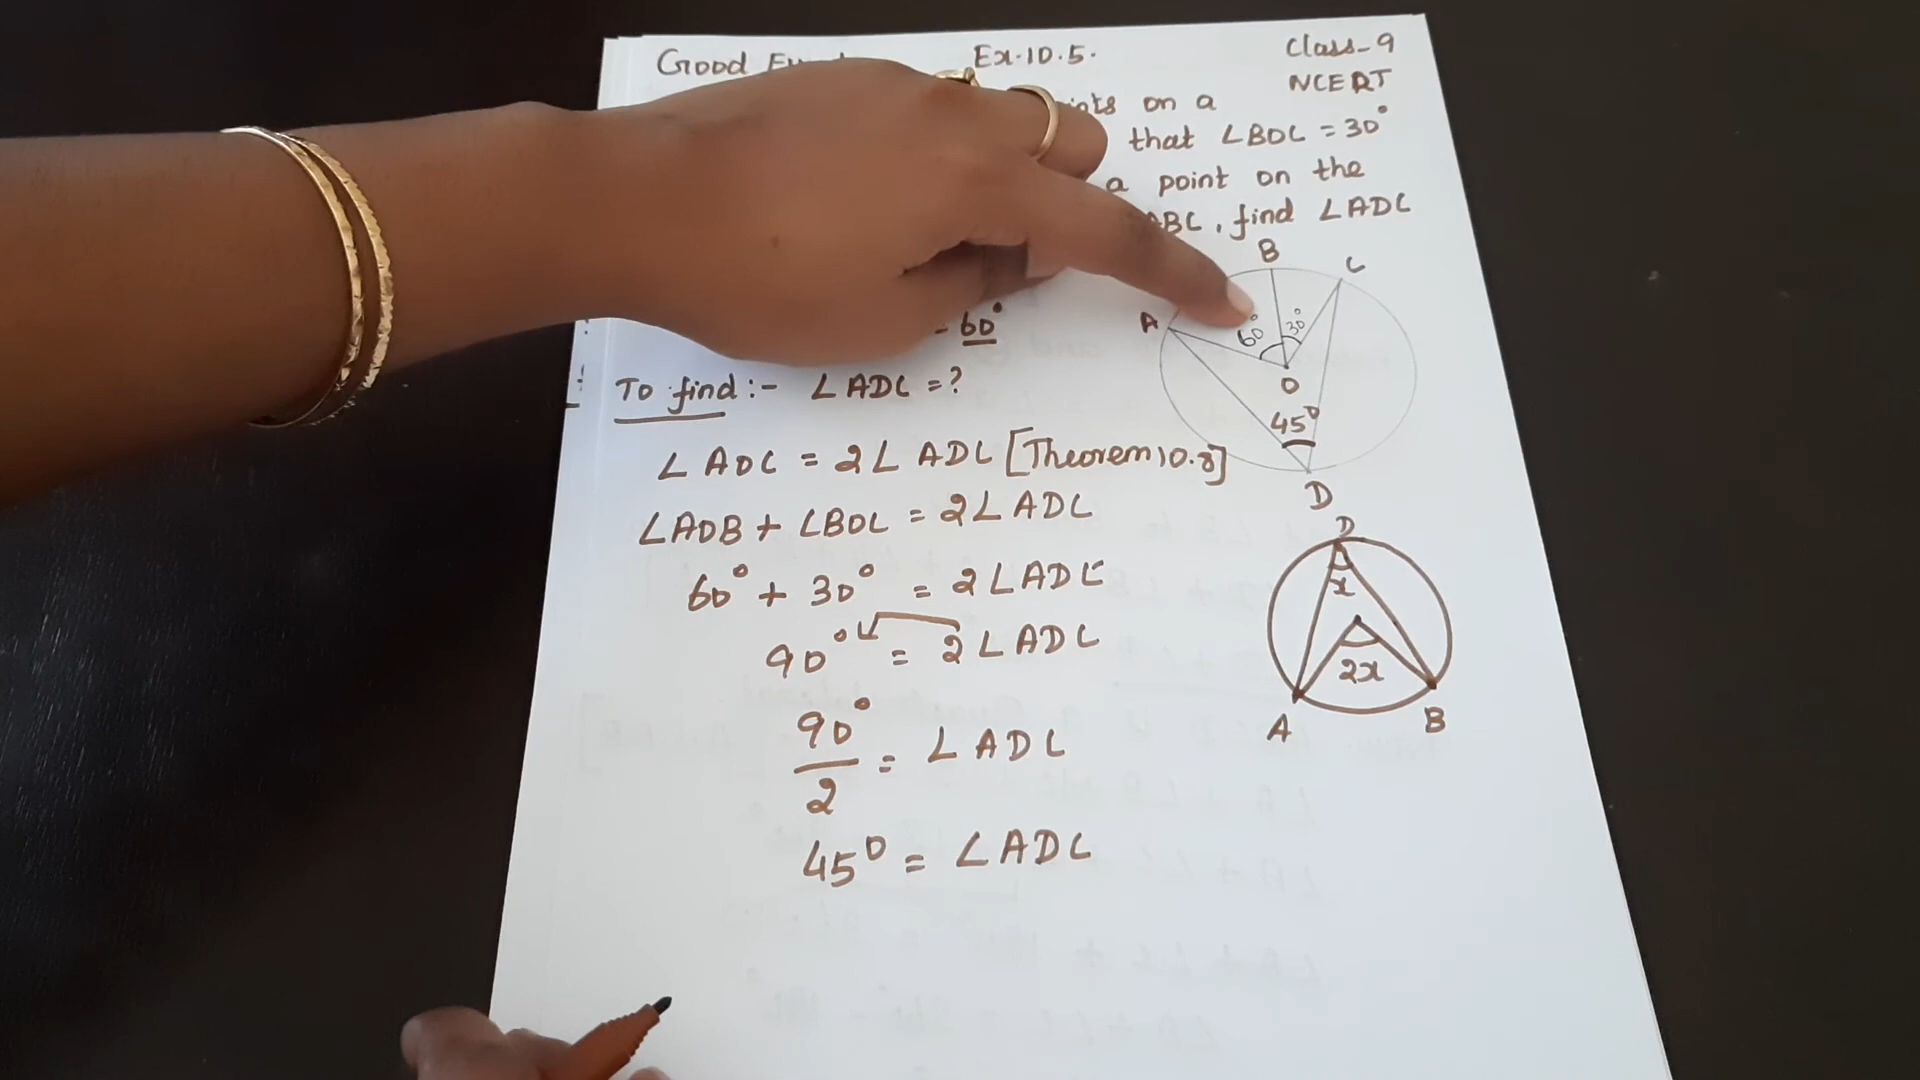 Good Ex.10.5. Class-9
NCERT
on a
that ∠BOC = 30°
a point on the
ABC, find ∠ADC
B
C
A
60° 30°
O
45°
D
- 60°
To find:- ∠ADC = ?
∠AOC = 2∠ADC [Theorem 10.8]
∠AOB + ∠BOC = 2∠ADC
60° + 30° = 2∠ADC
90° = 2∠ADC
90°/2 = ∠ADC
45° = ∠ADC
D
x
2x
A B